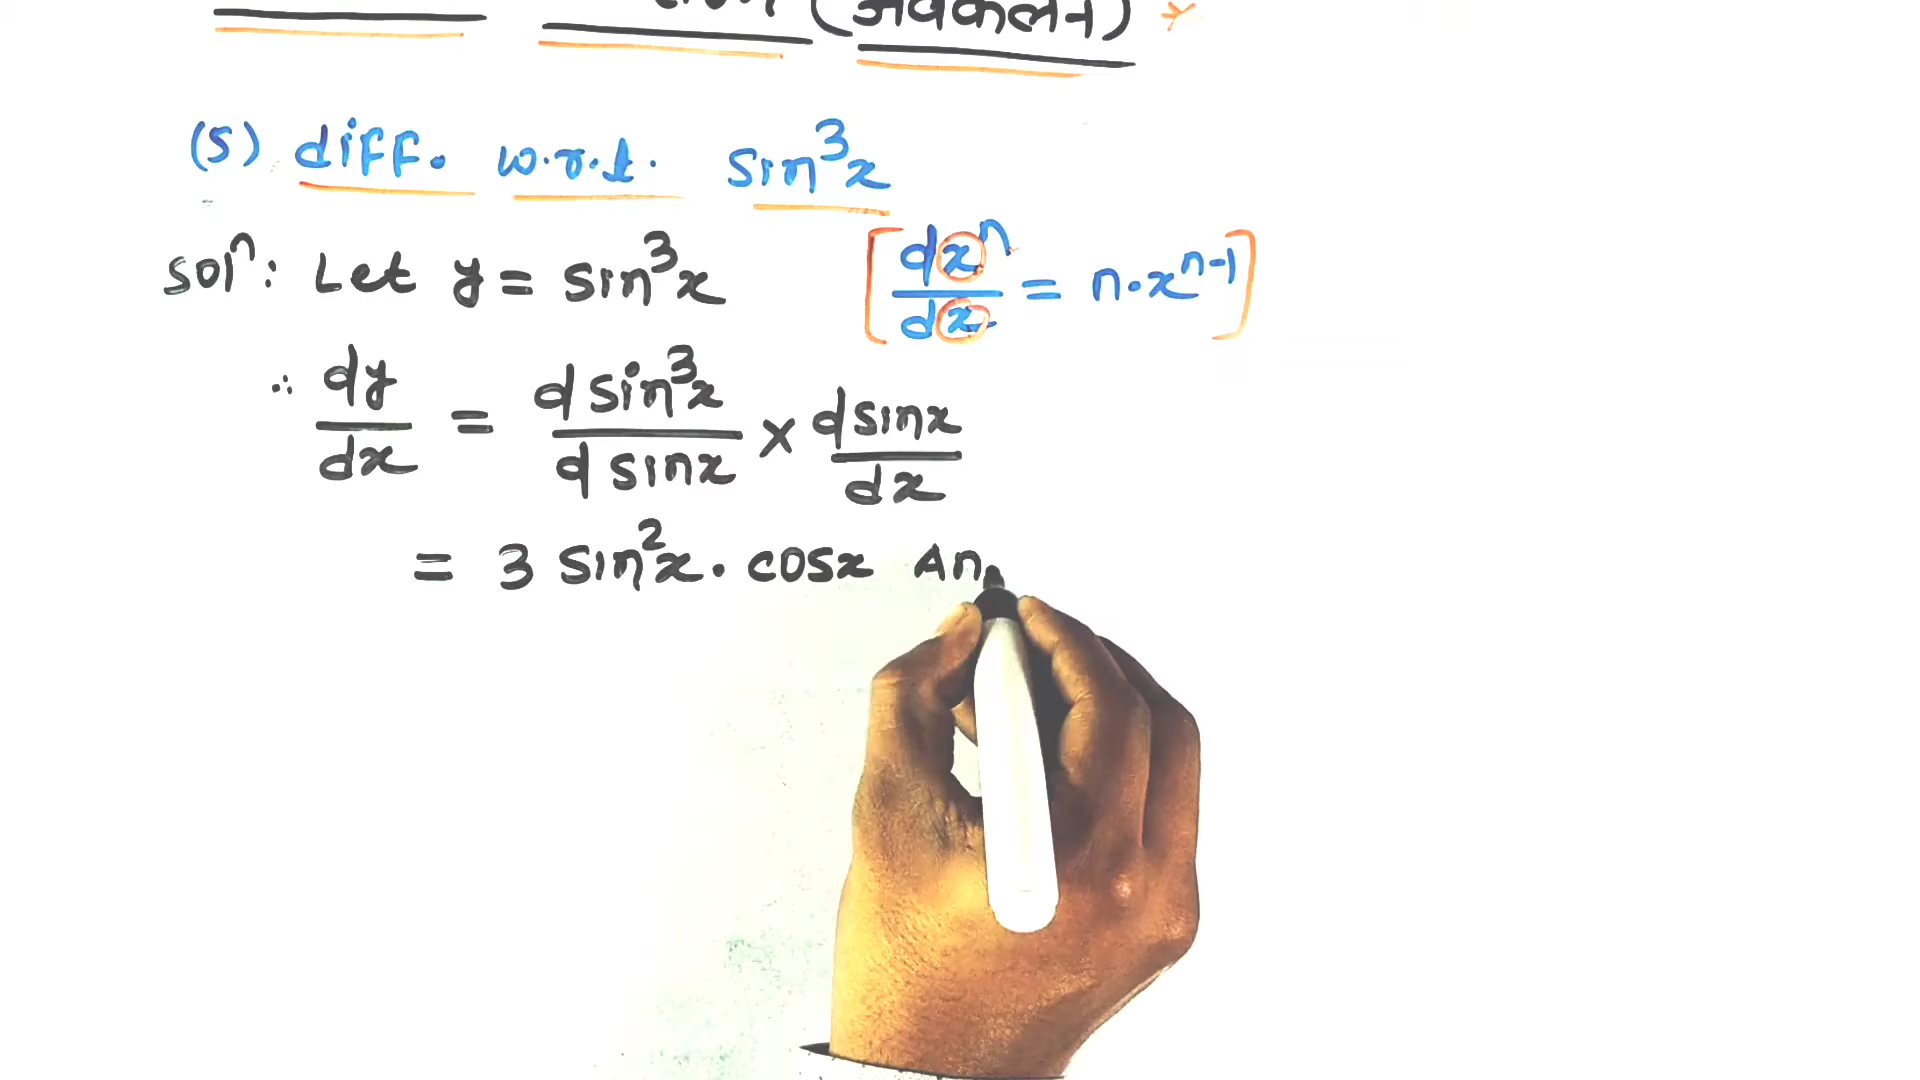 (अवकलन) *
(5) diff. w.r.t. sin³x
Solⁿ: Let y = sin³x [dxⁿ/dx = n·xⁿ⁻¹]
∴ dy/dx = d sin³x/d sinx × d sinx/dx
= 3 sin²x · cosx An